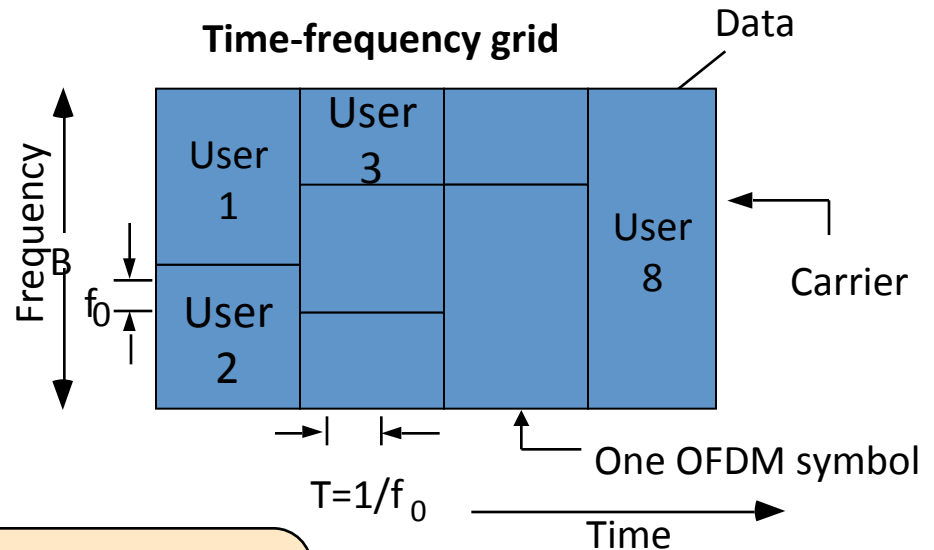 Time-frequency grid
Data
User
1
User
3
User
8
Frequency
B
f0
User
2
Carrier
One OFDM symbol
T=1/f 0
Time